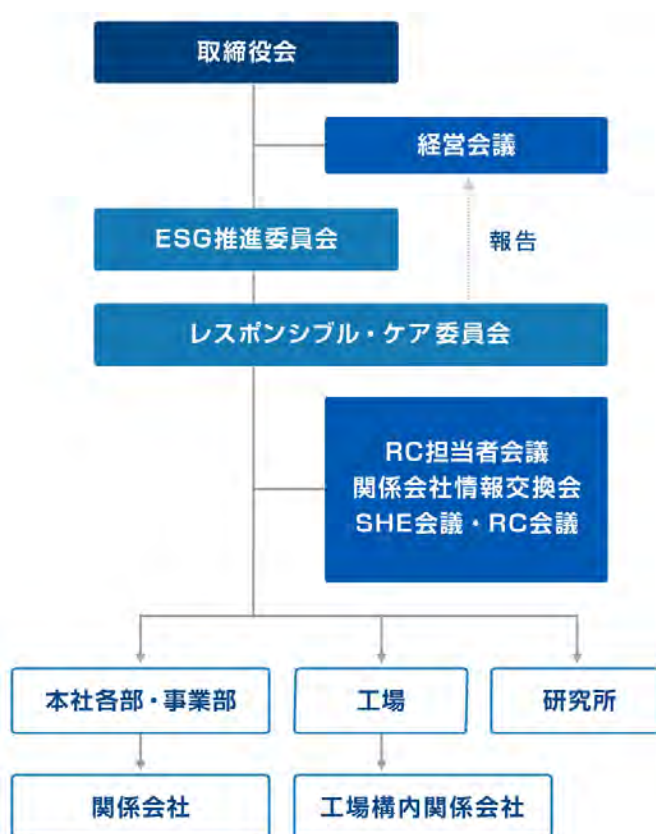 取締役会
経営会議
ESG推進委員会
報告
レスポンシブル・ケア委員会
RC担当者会議
関係会社情報交換会
SHE会議・RC会議
本社各部・事業部
工場
研究所
関係会社
工場構内関係会社